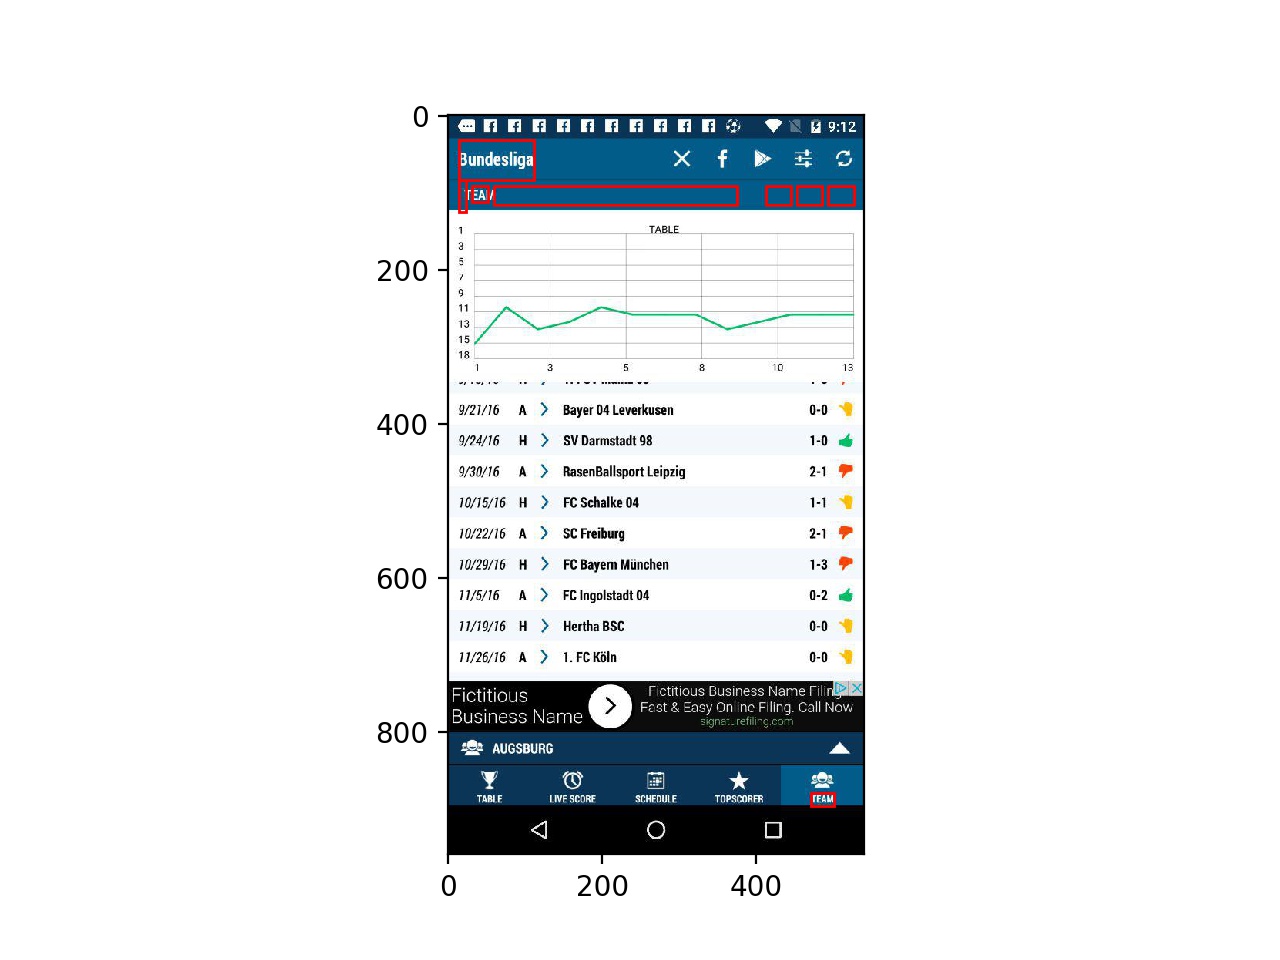 0
9:12
Bundesliga
TEAM
TABLE
1
3
5
7
9
11
13
15
18
1 3 5 8 10 13
200
400
600
800
9/21/16 A Bayer 04 Leverkusen 0-0
9/24/16 H SV Darmstadt 98 1-0
9/30/16 A RasenBallsport Leipzig 2-1
10/15/16 H FC Schalke 04 1-1
10/22/16 A SC Freiburg 2-1
10/29/16 H FC Bayern München 1-3
11/5/16 A FC Ingolstadt 04 0-2
11/19/16 H Hertha BSC 0-0
11/26/16 A 1. FC Köln 0-0
Fictitious
Business Name
Fictitious Business Name Filing
Fast & Easy Online Filing. Call Now
signaturefiling.com
AUGSBURG
TABLE LIVE SCORE SCHEDULE TOPSCORER TEAM
0 200 400